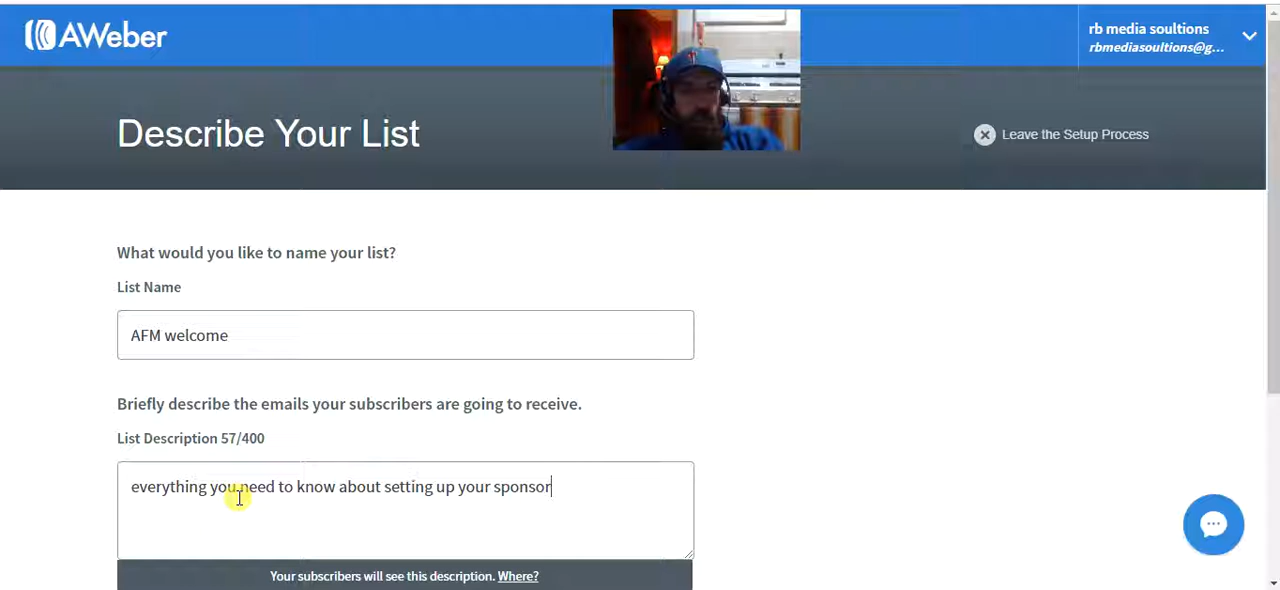 AWeber
rb media soultions
rbmediasoultions@g...
Describe Your List
Leave the Setup Process
What would you like to name your list?
List Name
AFM welcome
Briefly describe the emails your subscribers are going to receive.
List Description 57/400
everything you need to know about setting up your sponsor
Your subscribers will see this description. Where?